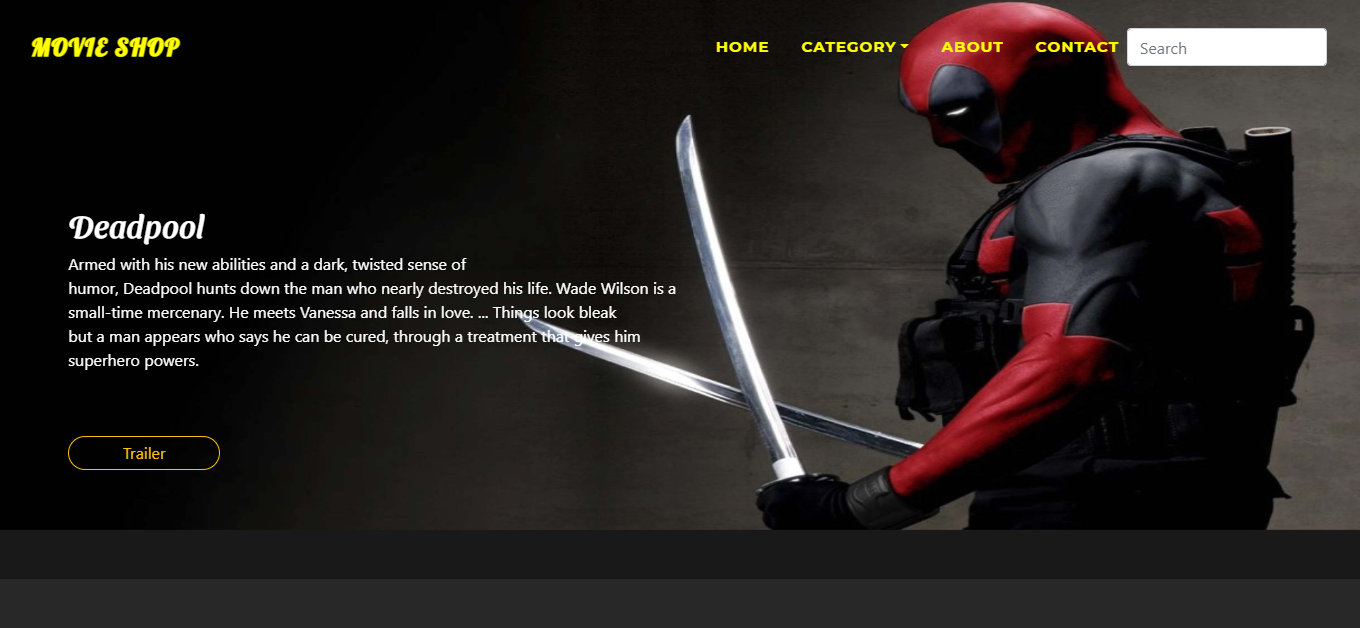 MOVIE SHOP
HOME CATEGORY ABOUT CONTACT Search
Deadpool
Armed with his new abilities and a dark, twisted sense of
humor, Deadpool hunts down the man who nearly destroyed his life. Wade Wilson is a
small-time mercenary. He meets Vanessa and falls in love. ... Things look bleak
but a man appears who says he can be cured, through a treatment that gives him
superhero powers.
Trailer